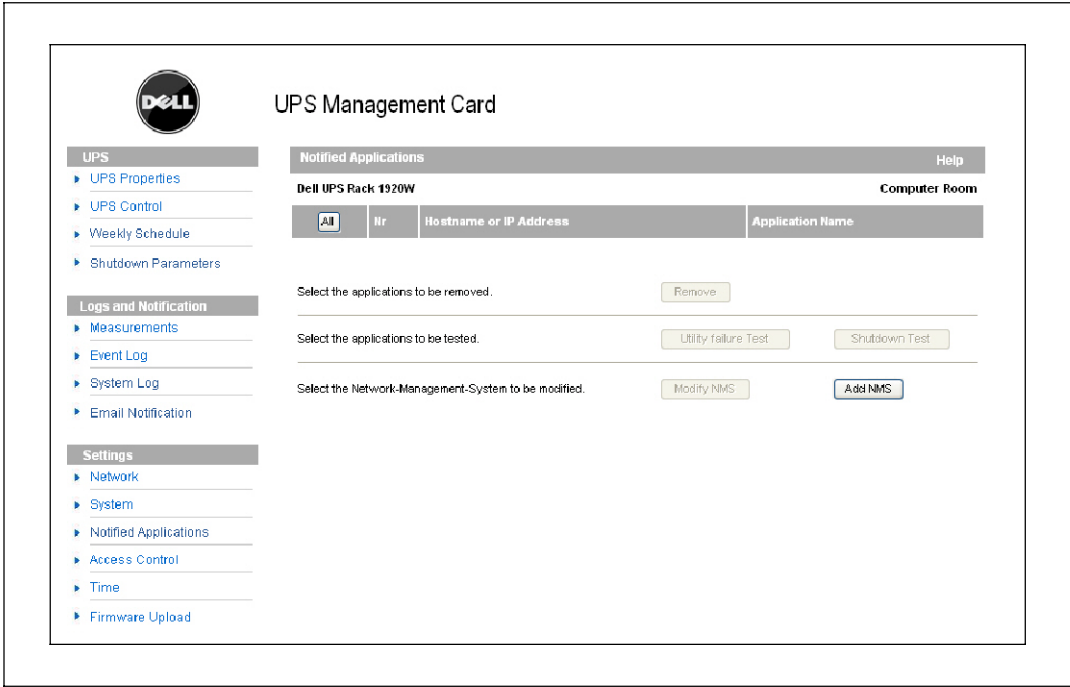 DELL
UPS Management Card
UPS
UPS Properties
UPS Control
Weekly Schedule
Shutdown Parameters
Logs and Notification
Measurements
Event Log
System Log
Email Notification
Settings
Network
System
Notified Applications
Access Control
Time
Firmware Upload
Notified Applications Help
Dell UPS Rack 1920W Computer Room
All Nr Hostname or IP Address Application Name
Select the applications to be removed. Remove
Select the applications to be tested. Utility failure Test Shutdown Test
Select the Network-Management-System to be modified. Modify NMS Add NMS